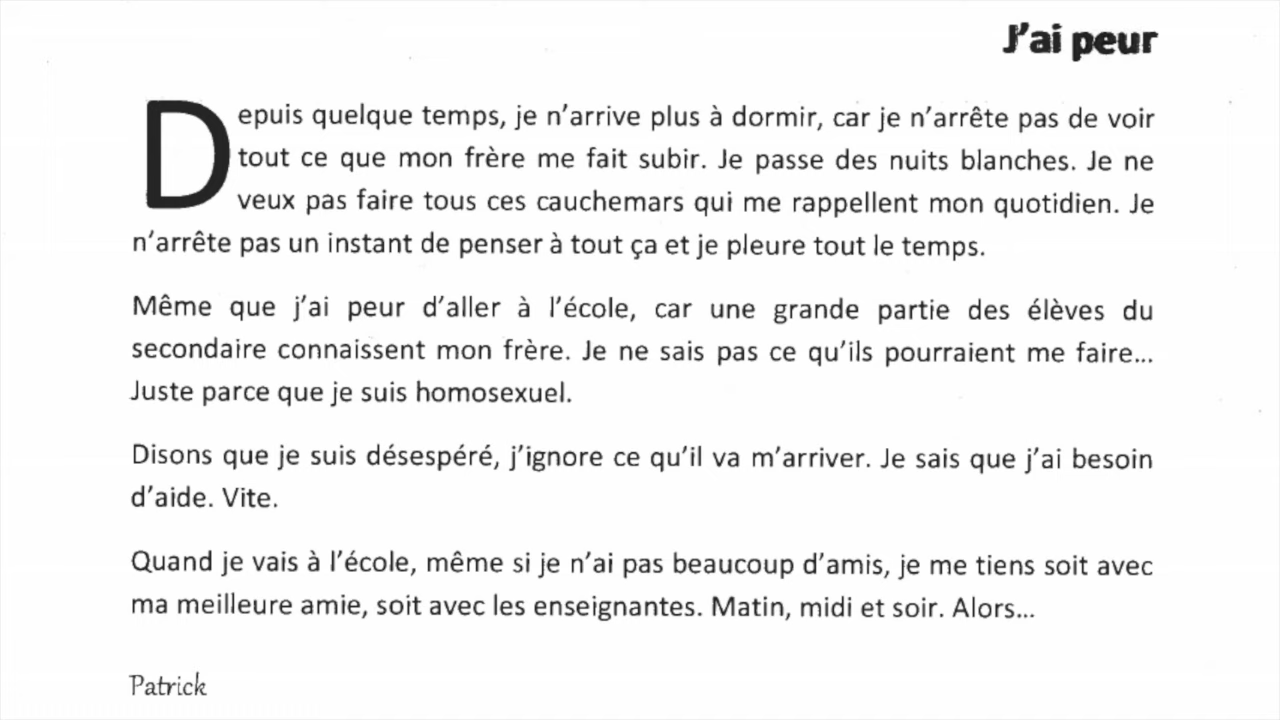 J'ai peur
Depuis quelque temps, je n'arrive plus à dormir, car je n'arrête pas de voir
tout ce que mon frère me fait subir. Je passe des nuits blanches. Je ne
veux pas faire tous ces cauchemars qui me rappellent mon quotidien. Je
n'arrête pas un instant de penser à tout ça et je pleure tout le temps.
Même que j'ai peur d'aller à l'école, car une grande partie des élèves du
secondaire connaissent mon frère. Je ne sais pas ce qu'ils pourraient me faire...
Juste parce que je suis homosexuel.
Disons que je suis désespéré, j'ignore ce qu'il va m'arriver. Je sais que j'ai besoin
d'aide. Vite.
Quand je vais à l'école, même si je n'ai pas beaucoup d'amis, je me tiens soit avec
ma meilleure amie, soit avec les enseignantes. Matin, midi et soir. Alors...
Patrick